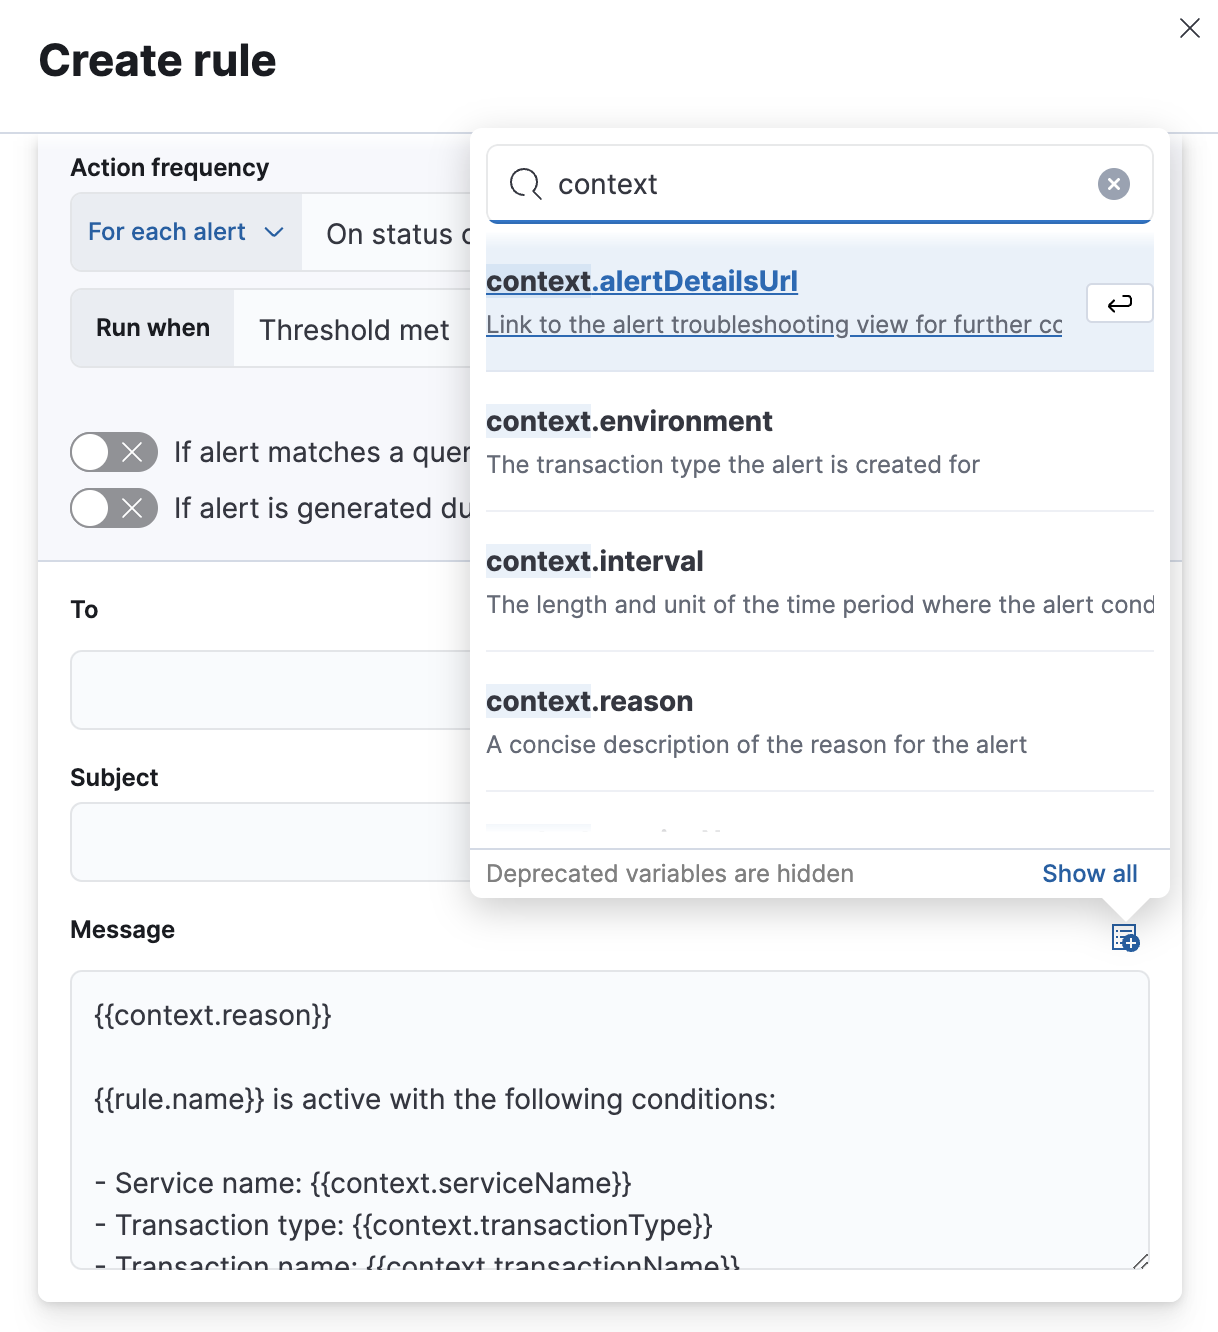 Create rule
Action frequency
For each alert
On status
Run when
Threshold met
If alert matches a quer
If alert is generated du
To
Subject
context
context.alertDetailsUrl
Link to the alert troubleshooting view for further co
context.environment
The transaction type the alert is created for
context.interval
The length and unit of the time period where the alert cond
context.reason
A concise description of the reason for the alert
Deprecated variables are hidden
Show all
Message
{{context.reason}}
{{rule.name}} is active with the following conditions:
- Service name: {{context.serviceName}}
- Transaction type: {{context.transactionType}}
- Transaction name: {{context.transactionName}}